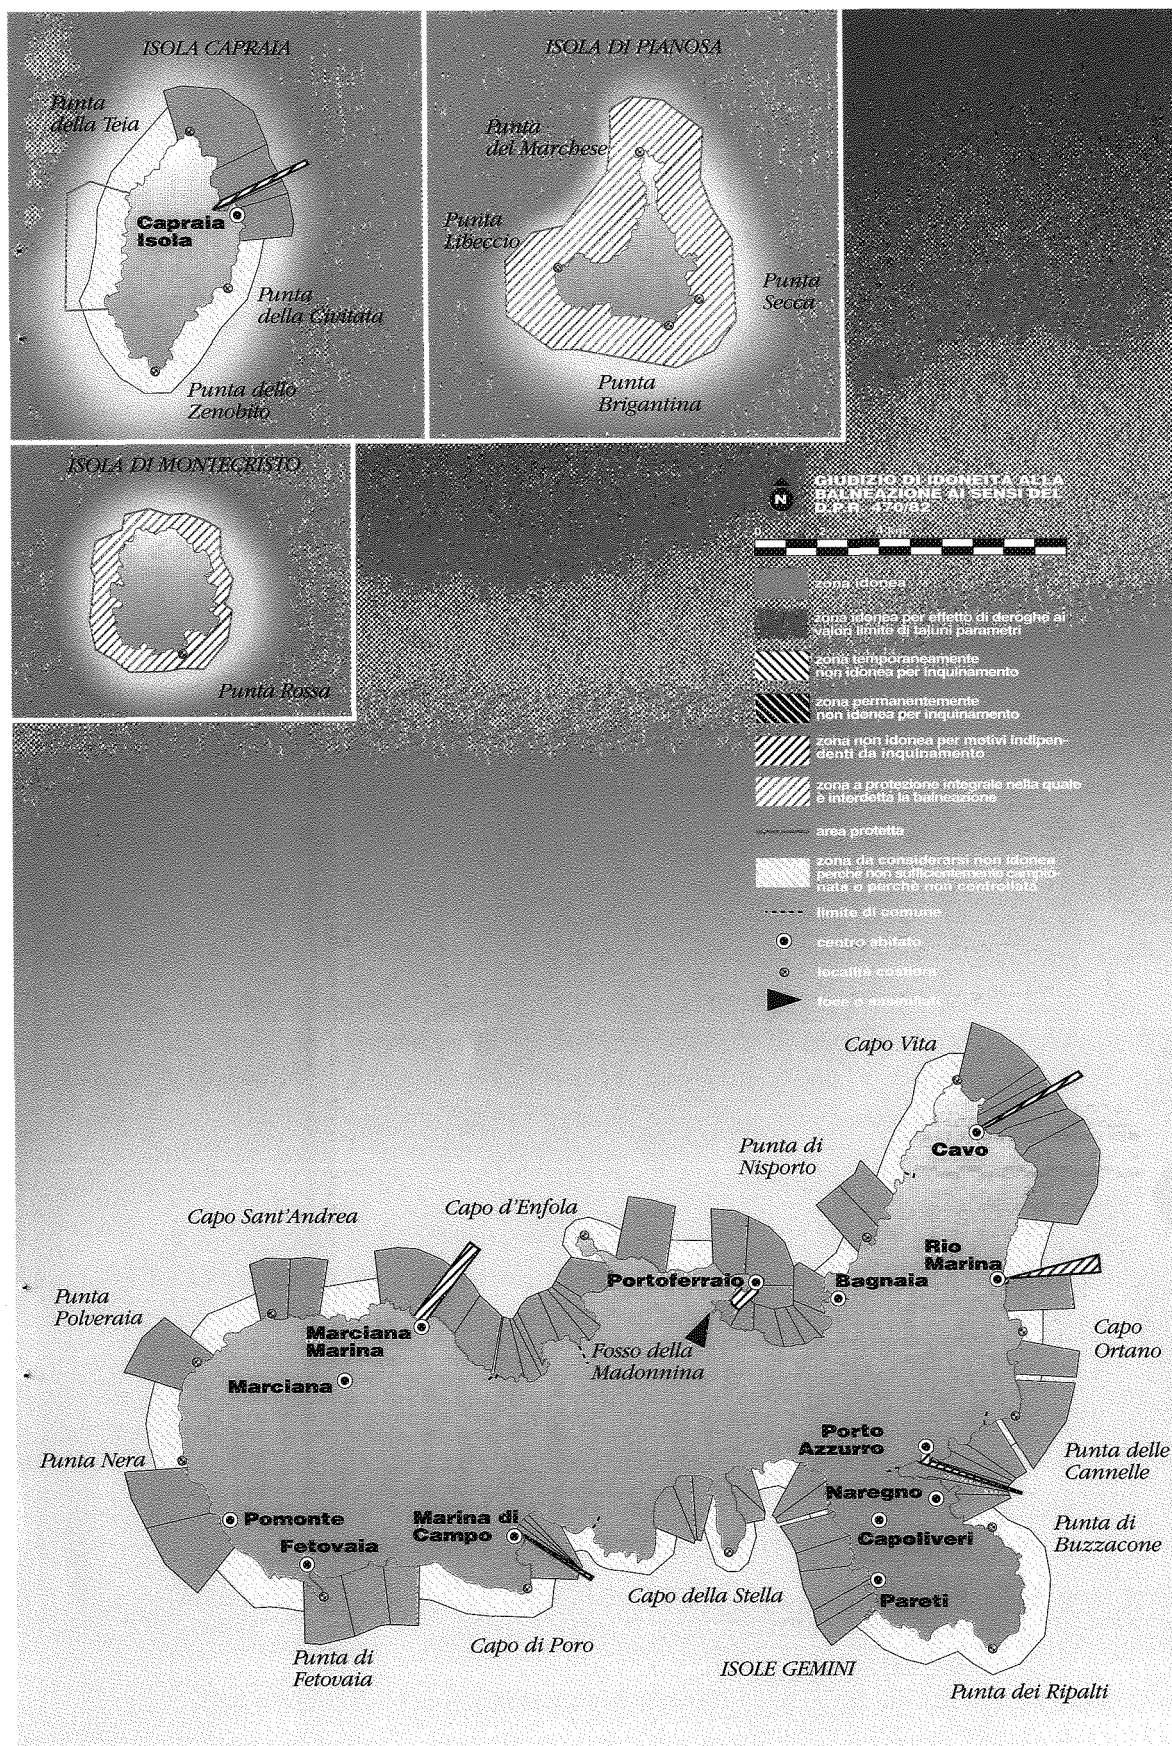 ISOLA CAPRAIA
Punta
della Teia
Capraia
Isola
Punta
della Civitata
Punta dello
Zenobito
ISOLA DI PIANOSA
Punta
del Marchese
Punta
Libeccio
Punta
Secca
Punta
Brigantina
ISOLA DI MONTECRISTO
Punta Rossa
N
GIUDIZIO DI IDONEITÀ ALLA
BALNEAZIONE AI SENSI DEL
D.P.R. 470/82
zona idonea
zona idonea per effetto di deroghe ai
valori limite di taluni parametri
zona temporaneamente
non idonea per inquinamento
zona permanentemente
non idonea per inquinamento
zona non idonea per motivi indipen-
denti da inquinamento
zona a protezione integrale nella quale
è interdetta la balneazione
area protetta
zona da considerarsi non idonea
perché non sufficientemente campio-
nata o perché non controllata
limite di comune
centro abitato
località costiera
foce o assimilati
Capo Vita
Cavo
Punta di
Nisporto
Capo d'Enfola
Capo Sant'Andrea
Rio
Marina
Portoferraio
Bagnaia
Punta
Polveraia
Marciana
Marina
Fosso della
Madonnina
Capo
Ortano
Marciana
Porto
Azzurro
Punta Nera
Punta delle
Cannelle
Naregno
Pomonte
Marina di
Campo
Capoliveri
Punta di
Buzzacone
Fetovaia
Capo della Stella
Pareti
Capo di Poro
Punta di
Fetovaia
ISOLE GEMINI
Punta dei Ripalti